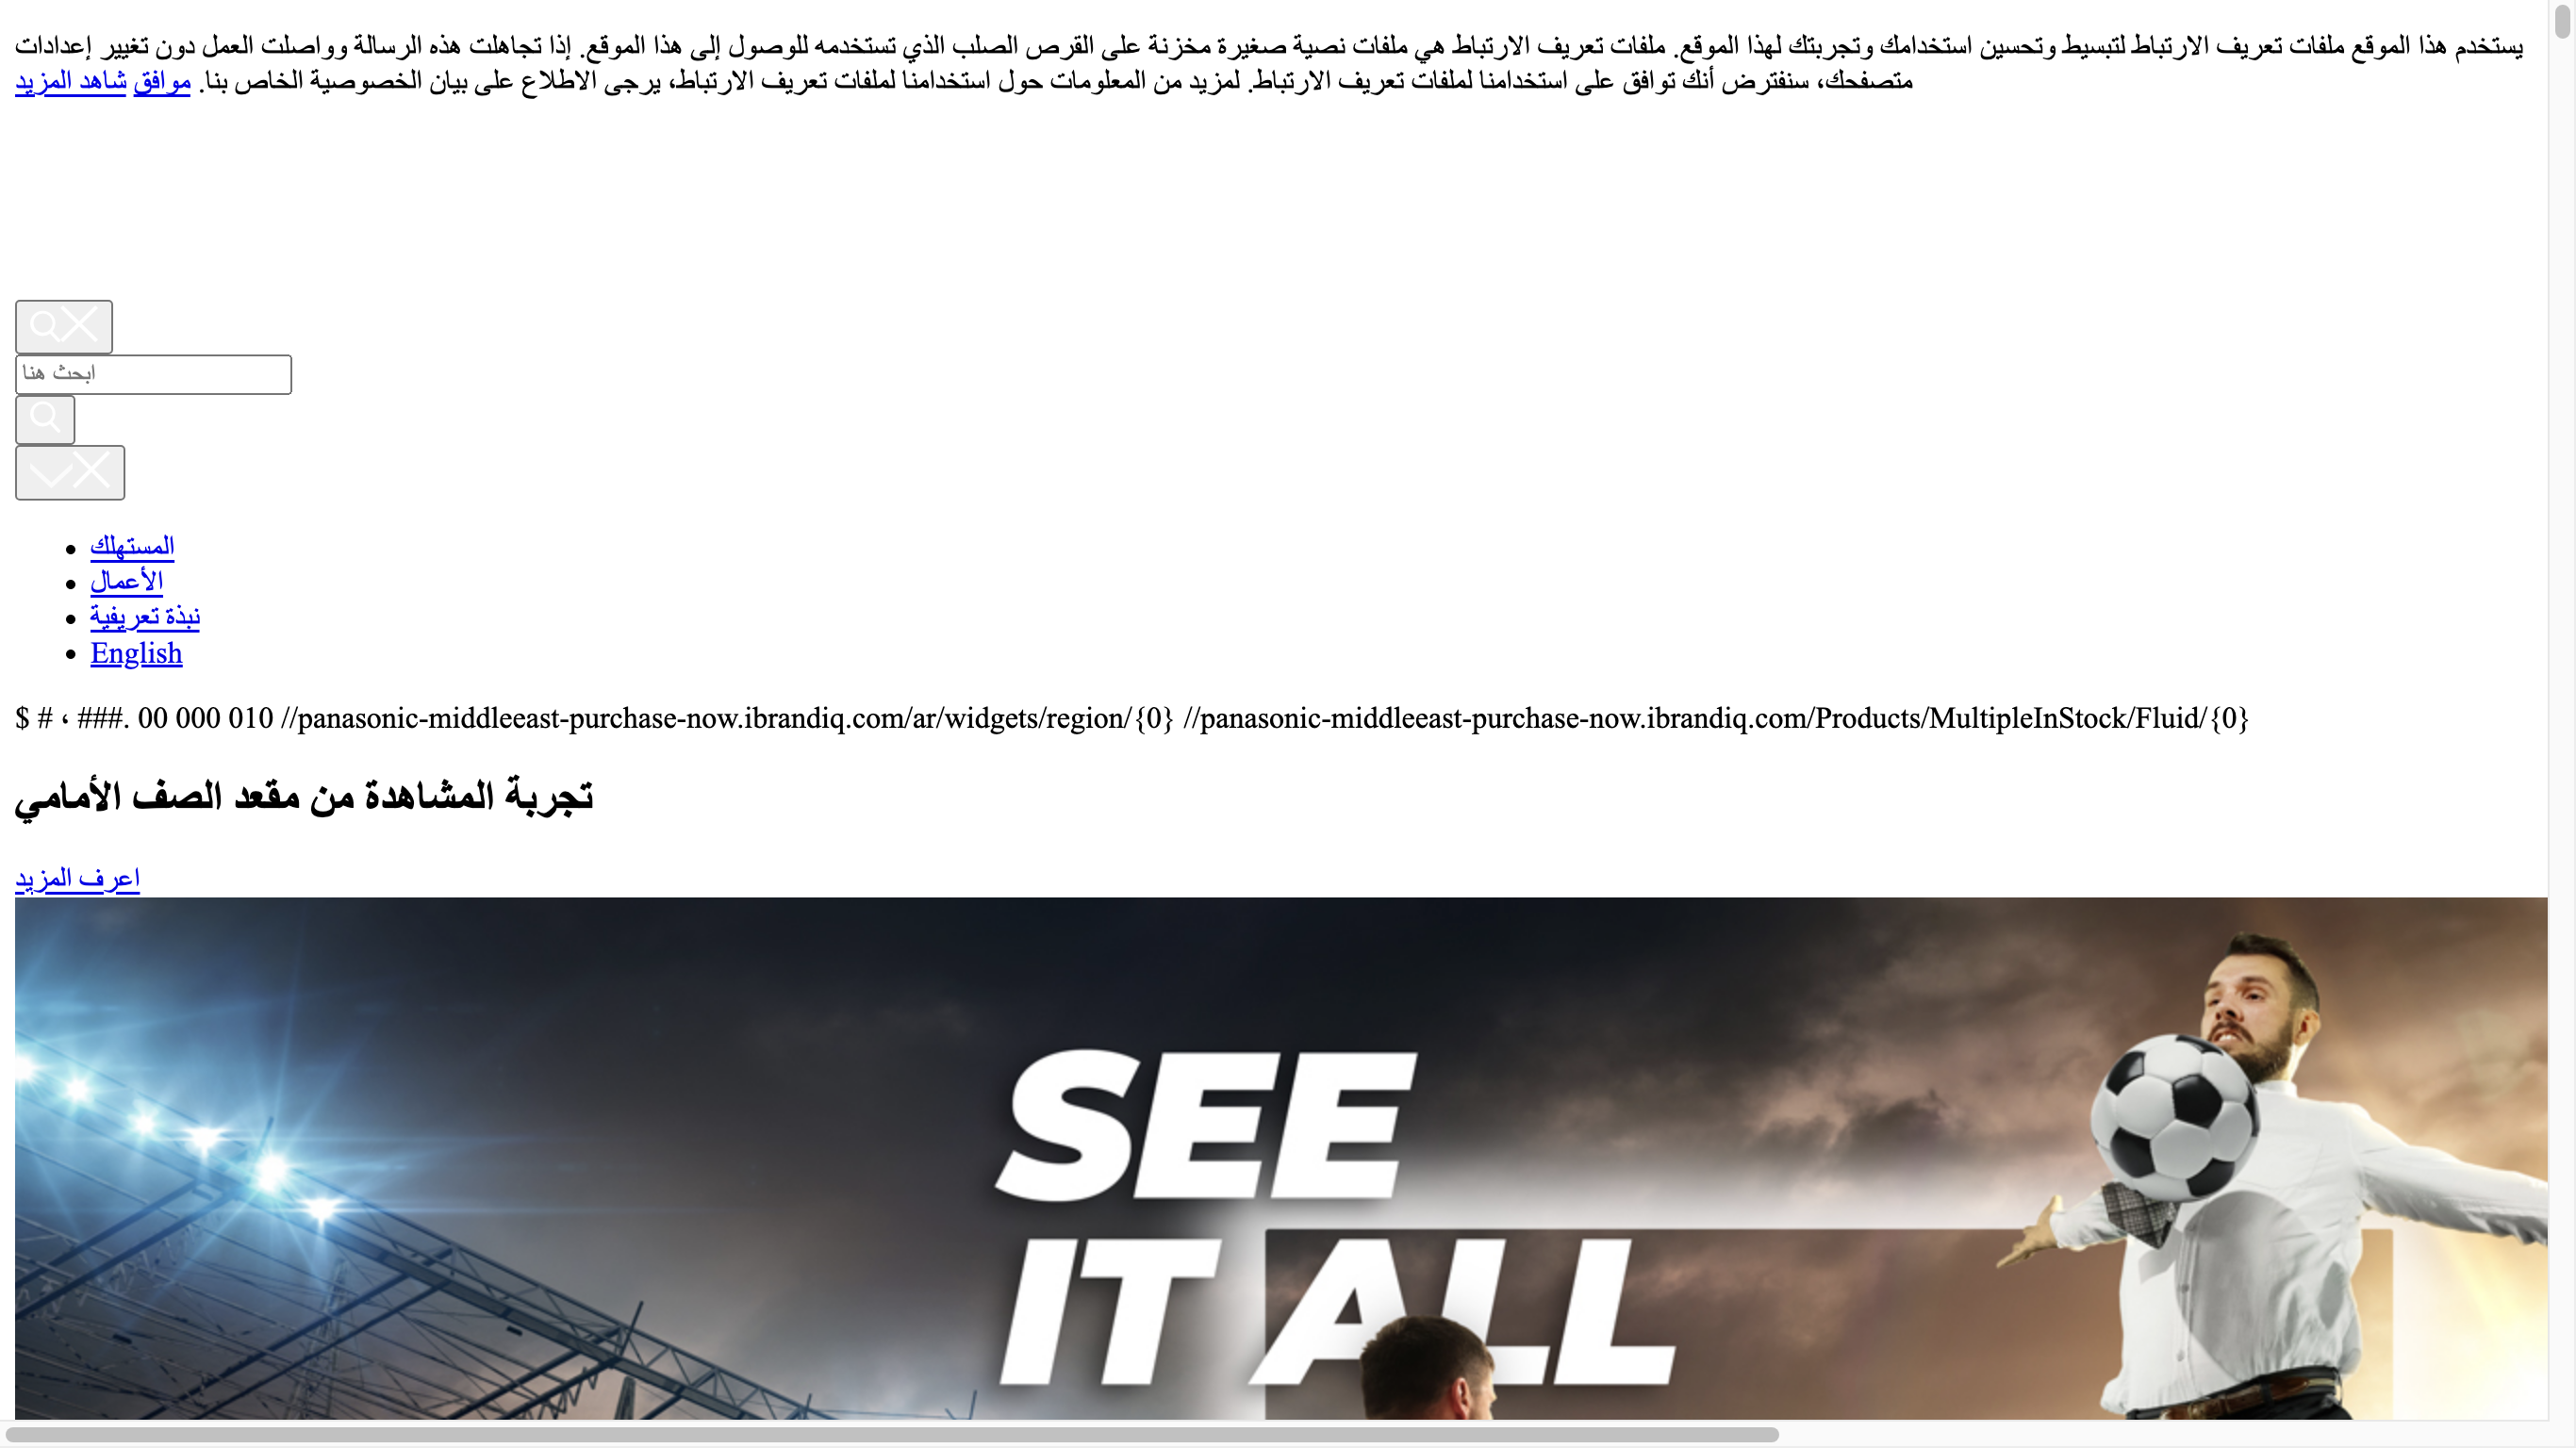 يستخدم هذا الموقع ملفات تعريف الارتباط لتبسيط وتحسين استخدامك وتجربتك لهذا الموقع. ملفات تعريف الارتباط هي ملفات نصية صغيرة مخزنة على القرص الصلب الذي تستخدمه للوصول إلى هذا الموقع. إذا تجاهلت هذه الرسالة وواصلت العمل دون تغيير إعدادات
متصفحك، سنفترض أنك توافق على استخدامنا لملفات تعريف الارتباط. لمزيد من المعلومات حول استخدامنا لملفات تعريف الارتباط، يرجى الاطلاع على بيان الخصوصية الخاص بنا. موافق شاهد المزيد
ابحث هنا
المستهلك
الأعمال
نبذة تعريفية
English
$ # ، ###. 00 000 010 //panasonic-middleeast-purchase-now.ibrandiq.com/ar/widgets/region/{0} //panasonic-middleeast-purchase-now.ibrandiq.com/Products/MultipleInStock/Fluid/{0}
تجربة المشاهدة من مقعد الصف الأمامي
اعرف المزيد
SEE
IT ALL